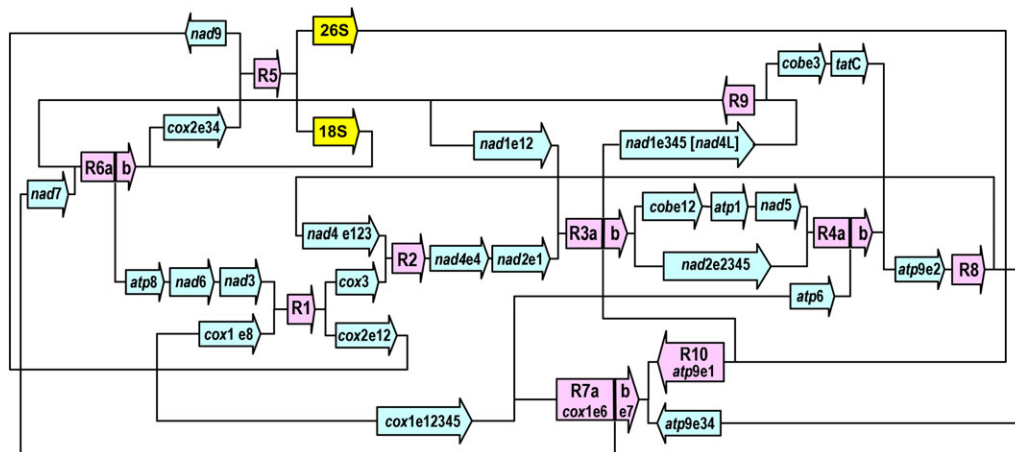 nad9
26S
R5
cobe3
tatC
R9
cox2e34
18S
nad1e12
nad1e345 [nad4L]
R6a
b
nad7
cobe12
atp1
nad5
nad4 e123
R3a
b
R4a
b
R2
nad4e4
nad2e1
nad2e2345
atp9e2
R8
atp8
nad6
nad3
cox3
R1
atp6
cox1 e8
cox2e12
R10
atp9e1
R7a
b
cox1e6
e7
cox1e12345
atp9e34